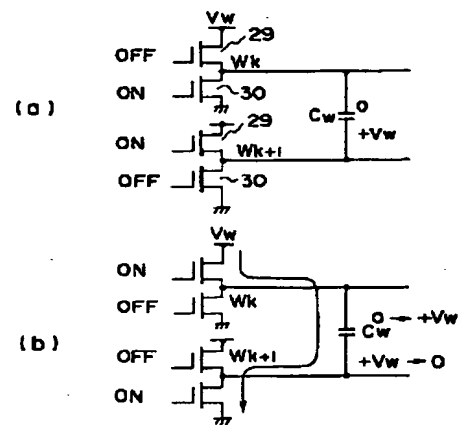 Vw
29
OFF
Wk
(a)
ON
30
0
Cw
+Vw
29
ON
Wk+1
OFF
30
Vw
ON
OFF
Wk
0 → +Vw
Cw
(b)
OFF
Wk+1
+Vw → 0
ON